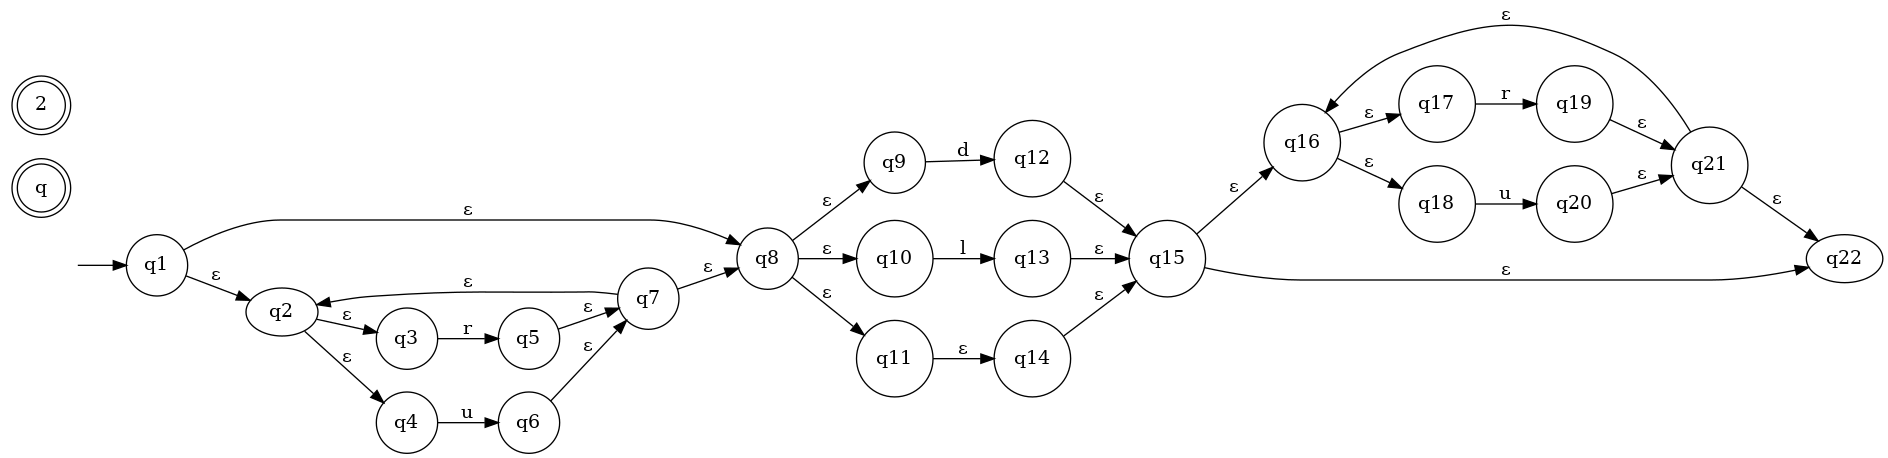 ε
2
q17
r
q19
ε
ε
q16
d
q12
q9
q21
ε
q
ε
ε
ε
u
ε
q18
q20
ε
ε
ε
q1
q8
ε
q10
l
q13
ε
q15
q22
ε
ε
ε
ε
ε
q7
q2
ε
r
ε
q3
q5
ε
ε
ε
ε
q11
ε
q14
u
q4
q6